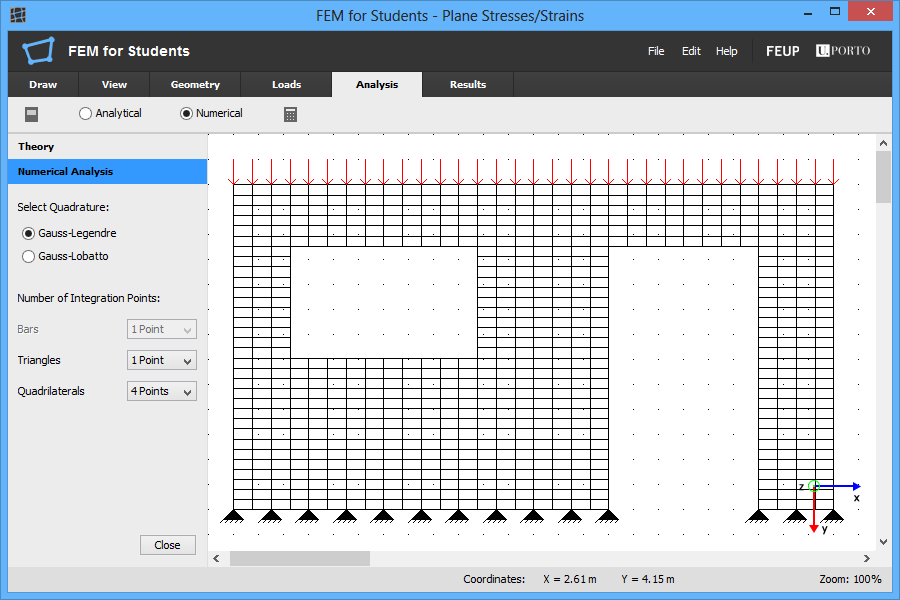 FEM for Students - Plane Stresses/Strains
FEM for Students
File Edit Help FEUP U.PORTO
Draw View Geometry Loads Analysis Results
Analytical Numerical
Theory
Numerical Analysis
Select Quadrature:
Gauss-Legendre
Gauss-Lobatto
Number of Integration Points:
Bars 1 Point
Triangles 1 Point
Quadrilaterals 4 Points
z
x
y
Close
Coordinates: X = 2.61 m Y = 4.15 m Zoom: 100%